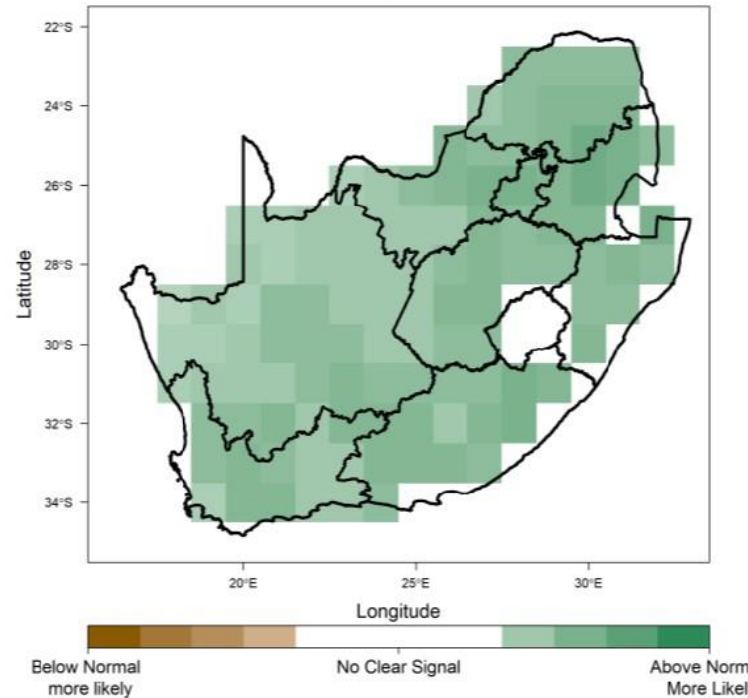 22°S
24°S
26°S
28°S
30°S
32°S
34°S
Latitude
20°E
25°E
30°E
Longitude
Below Normal
more likely
No Clear Signal
Above Norm
More Likel